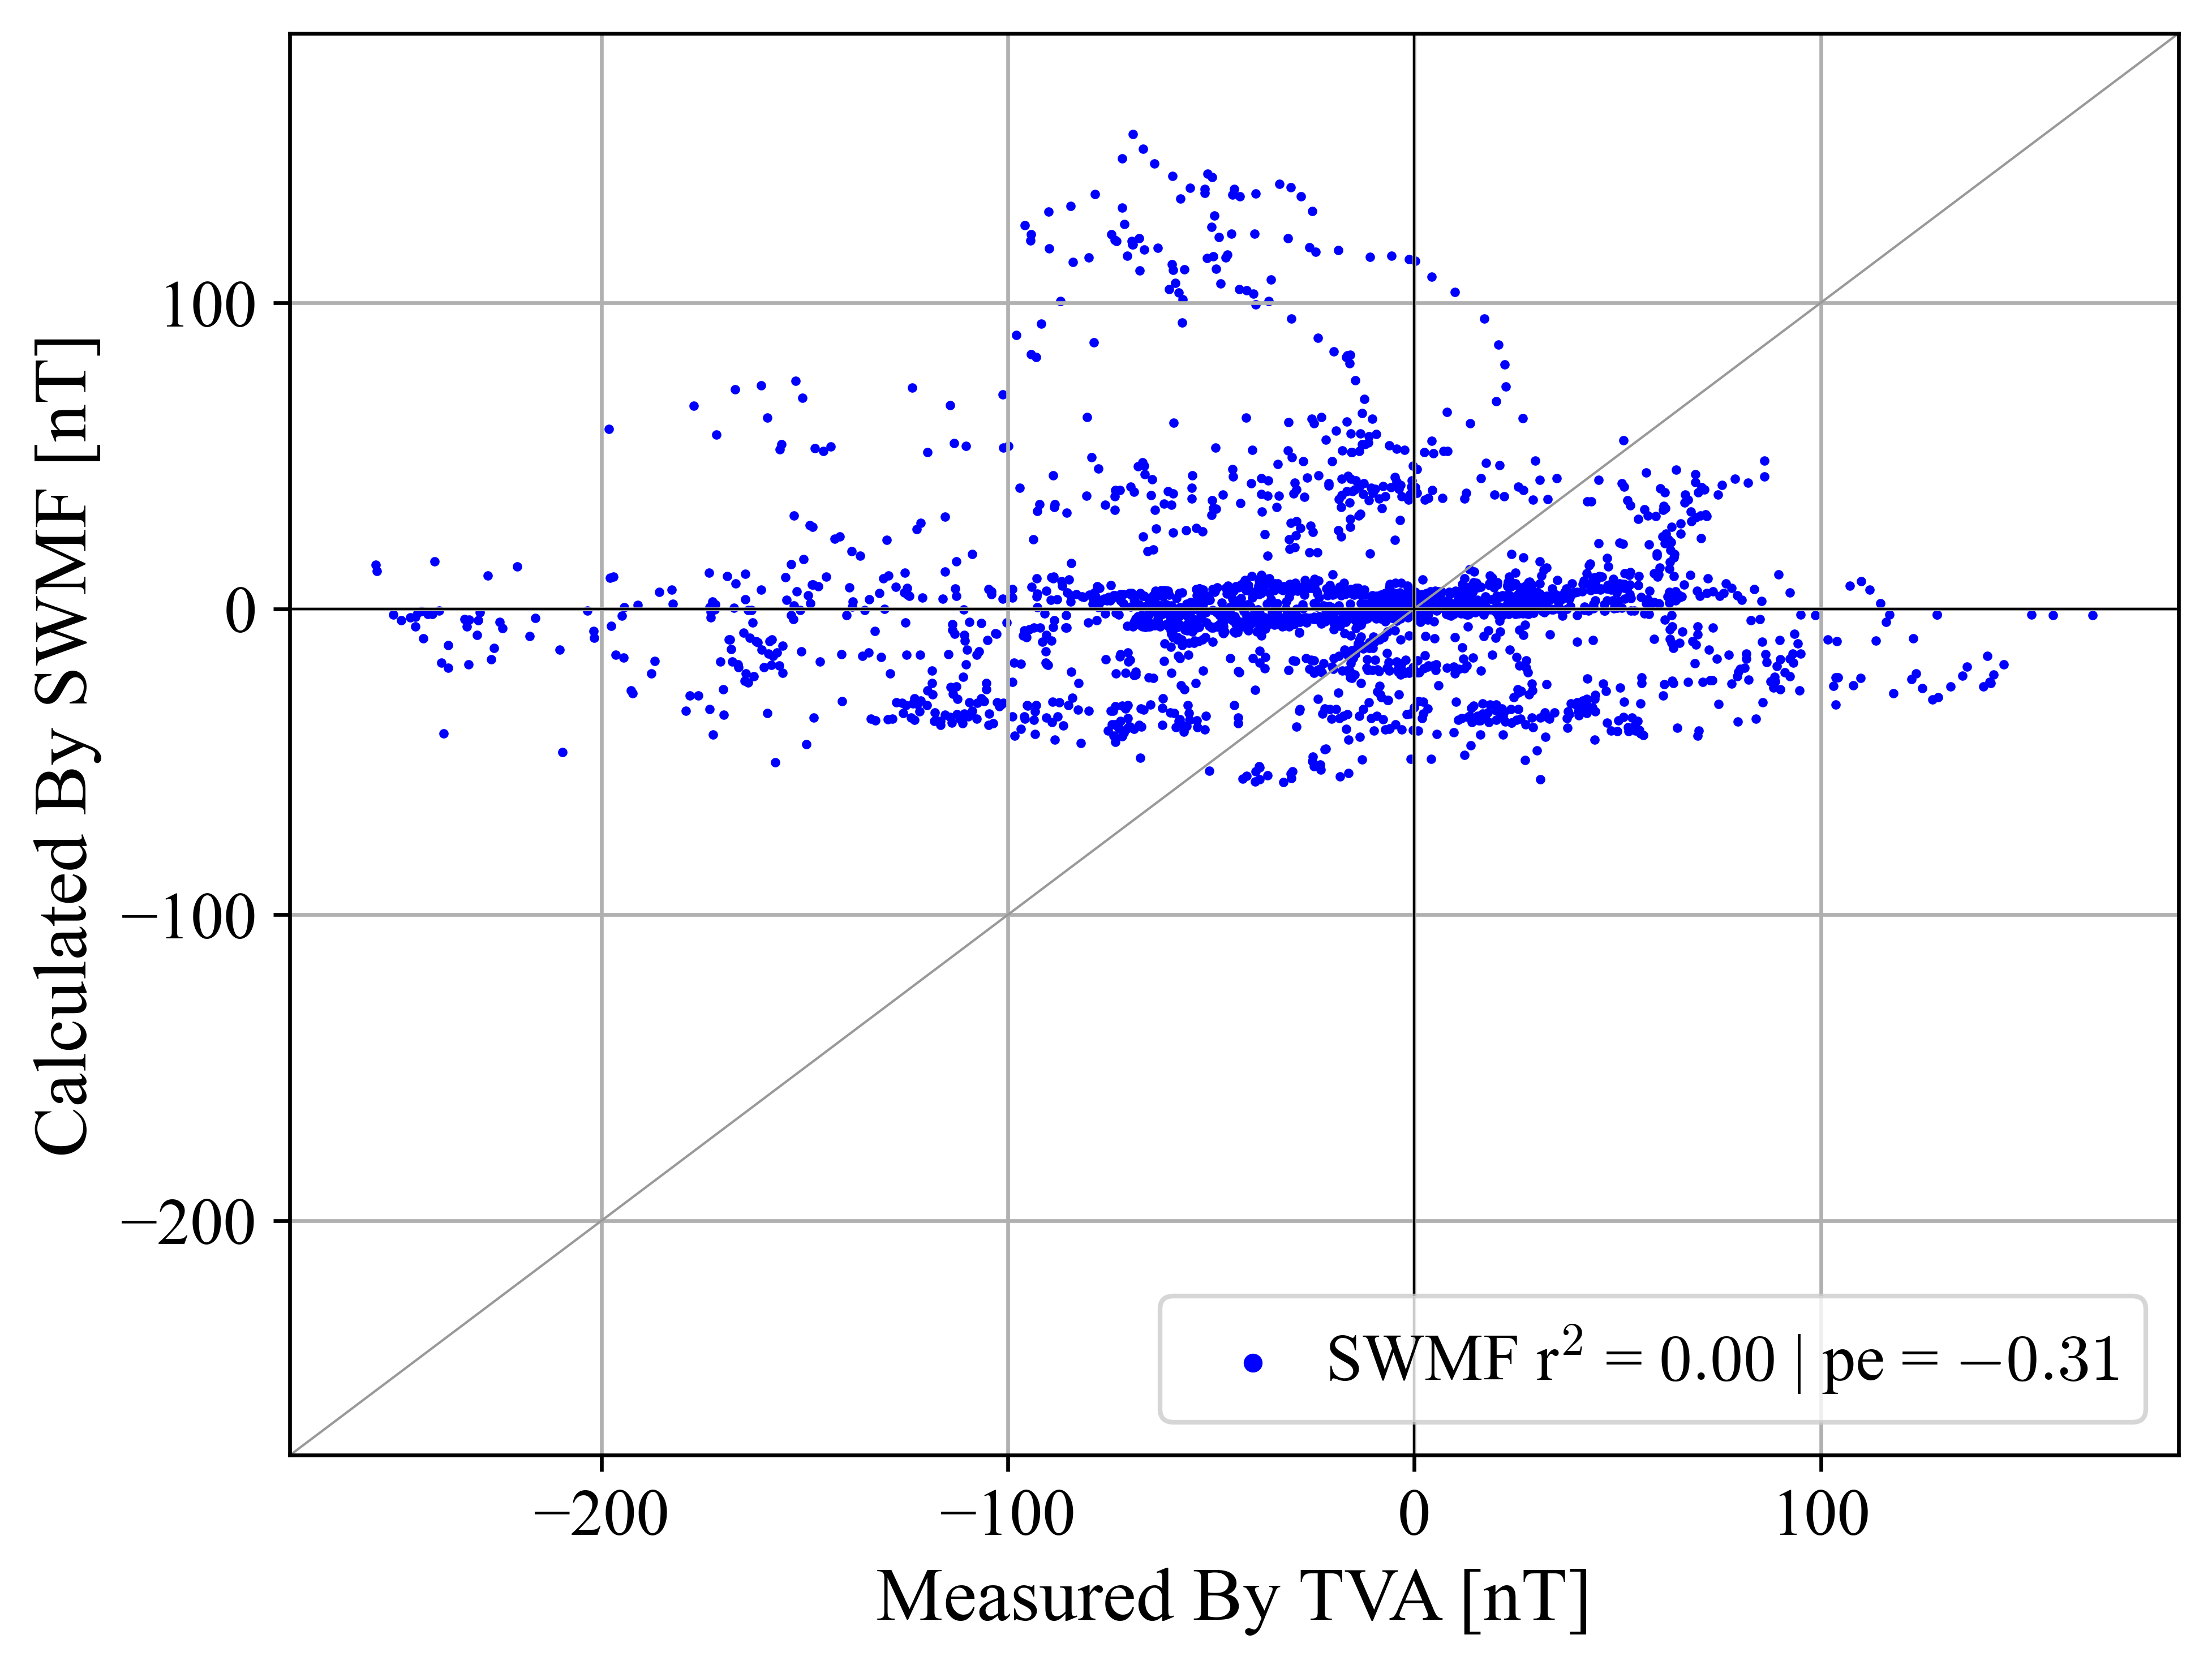 Calculated By SWMF [nT]
100
0
−100
−200
SWMF r² = 0.00 | pe = −0.31
−200
−100
0
100
Measured By TVA [nT]